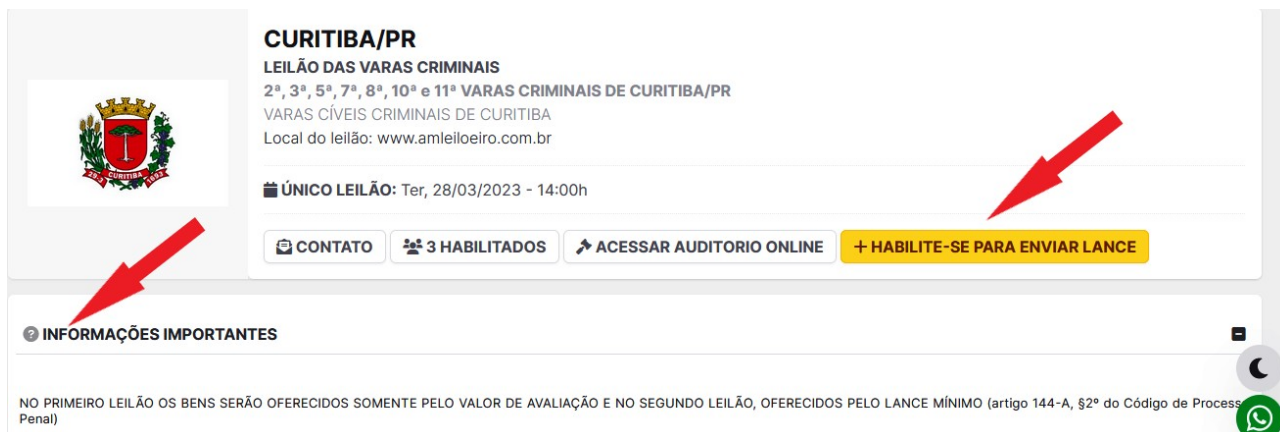 CURITIBA/PR
LEILÃO DAS VARAS CRIMINAIS
2ª, 3ª, 5ª, 7ª, 8ª, 10ª e 11ª VARAS CRIMINAIS DE CURITIBA/PR
VARAS CÍVEIS CRIMINAIS DE CURITIBA
Local do leilão: www.amleiloeiro.com.br
29-3 CURITIBA 1693
ÚNICO LEILÃO: Ter, 28/03/2023 - 14:00h
CONTATO 3 HABILITADOS ACESSAR AUDITORIO ONLINE + HABILITE-SE PARA ENVIAR LANCE
? INFORMAÇÕES IMPORTANTES
NO PRIMEIRO LEILÃO OS BENS SERÃO OFERECIDOS SOMENTE PELO VALOR DE AVALIAÇÃO E NO SEGUNDO LEILÃO, OFERECIDOS PELO LANCE MÍNIMO (artigo 144-A, §2º do Código de Process
Penal)